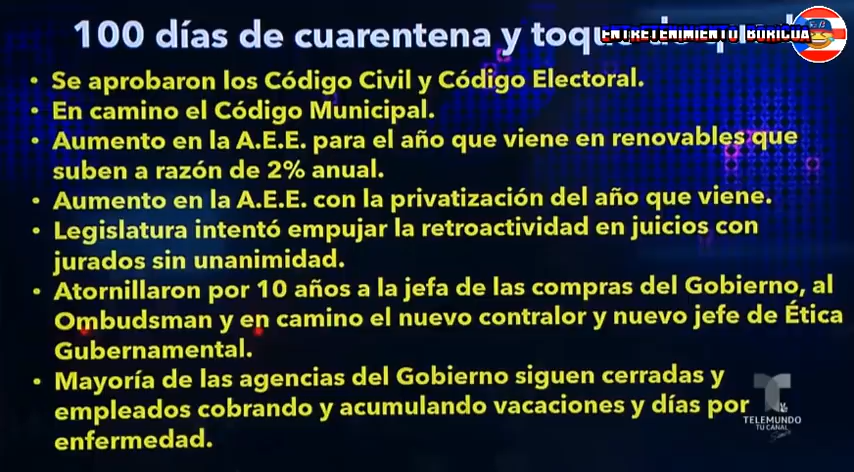 100 días de cuarentena y toque de queda
ENTRETENIMIENTO BORICUA
• Se aprobaron los Código Civil y Código Electoral.
• En camino el Código Municipal.
• Aumento en la A.E.E. para el año que viene en renovables que
suben a razón de 2% anual.
• Aumento en la A.E.E. con la privatización del año que viene.
• Legislatura intentó empujar la retroactividad en juicios con
jurados sin unanimidad.
• Atornillaron por 10 años a la jefa de las compras del Gobierno, al
Ombudsman y en camino el nuevo contralor y nuevo jefe de Ética
Gubernamental.
• Mayoría de las agencias del Gobierno siguen cerradas y
empleados cobrando y acumulando vacaciones y días por
enfermedad.
TELEMUNDO
TU CANAL